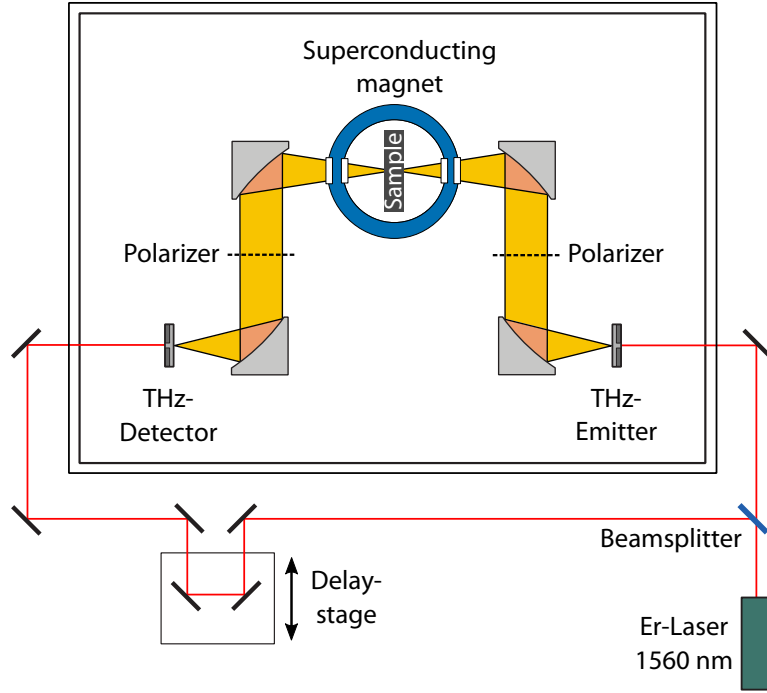 Superconducting
magnet
Sample
Polarizer
Polarizer
THz-
Detector
THz-
Emitter
Beamsplitter
Delay-
stage
Er-Laser
1560 nm